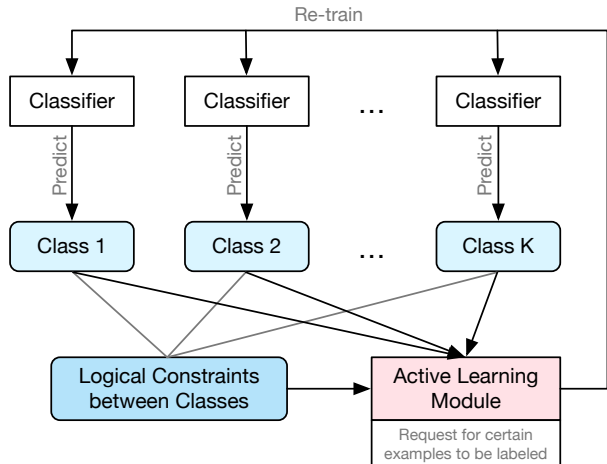 Re-train
Classifier
Classifier
...
Classifier
Predict
Predict
Predict
Class 1
Class 2
...
Class K
Logical Constraints
between Classes
Active Learning
Module
Request for certain
examples to be labeled